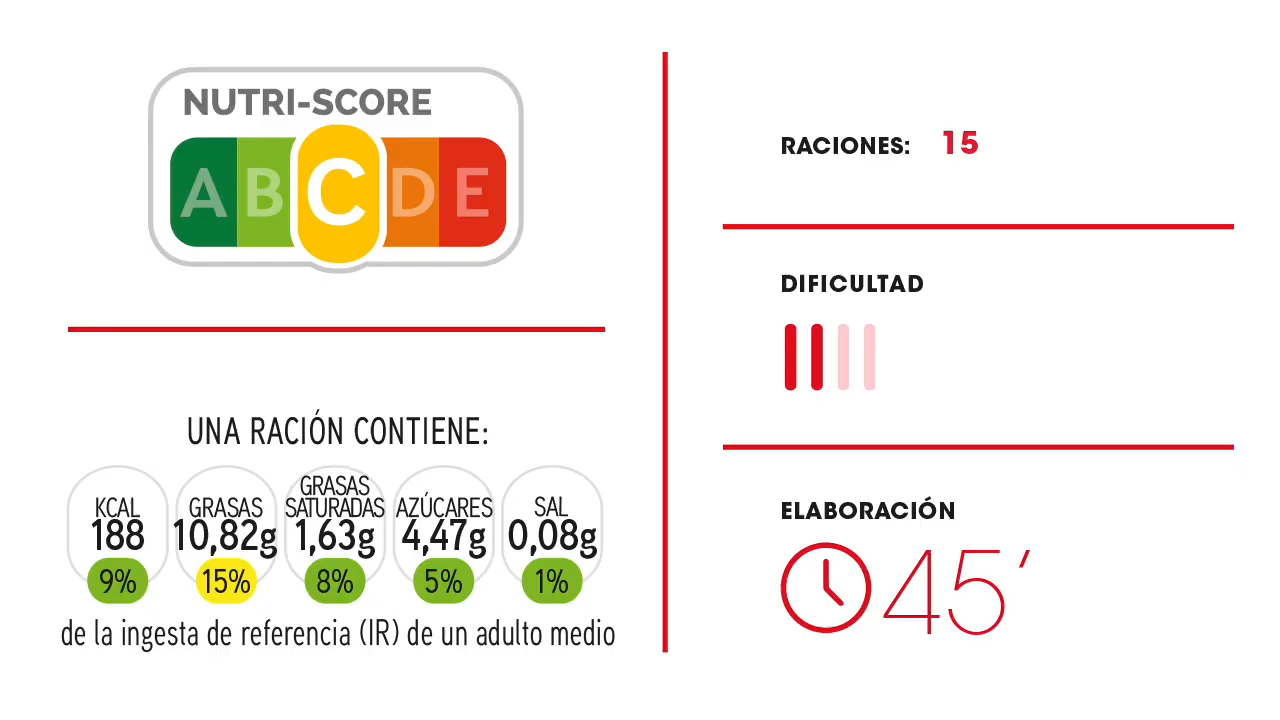 NUTRI-SCORE
A B C D E
UNA RACIÓN CONTIENE:
KCAL
188
9%
GRASAS
10,82g
15%
GRASAS
SATURADAS
1,63g
8%
AZÚCARES
4,47g
5%
SAL
0,08g
1%
de la ingesta de referencia (IR) de un adulto medio
RACIONES: 15
DIFICULTAD
ELABORACIÓN
45′